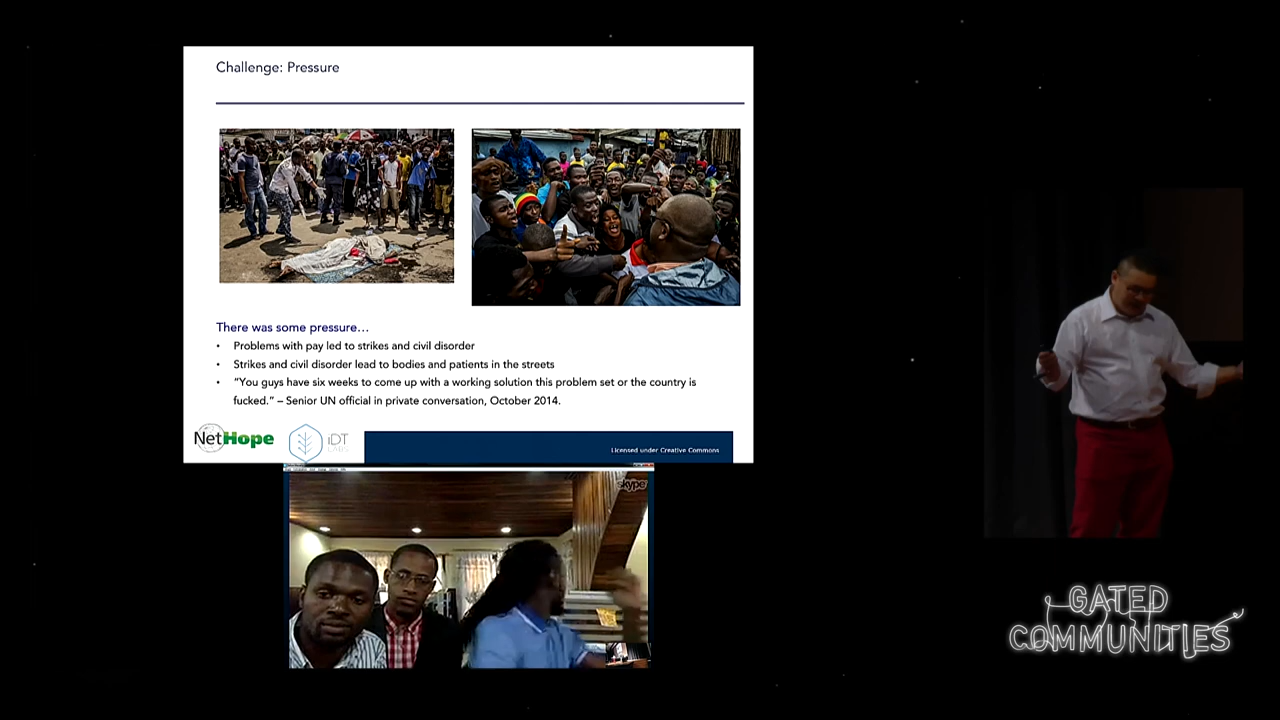 Challenge: Pressure
There was some pressure...
• Problems with pay led to strikes and civil disorder
• Strikes and civil disorder lead to bodies and patients in the streets
• "You guys have six weeks to come up with a working solution this problem set or the country is
fucked." – Senior UN official in private conversation, October 2014.
NetHope
iDT
LABS
Licensed under Creative Commons
skype
GATED
COMMUNITIES